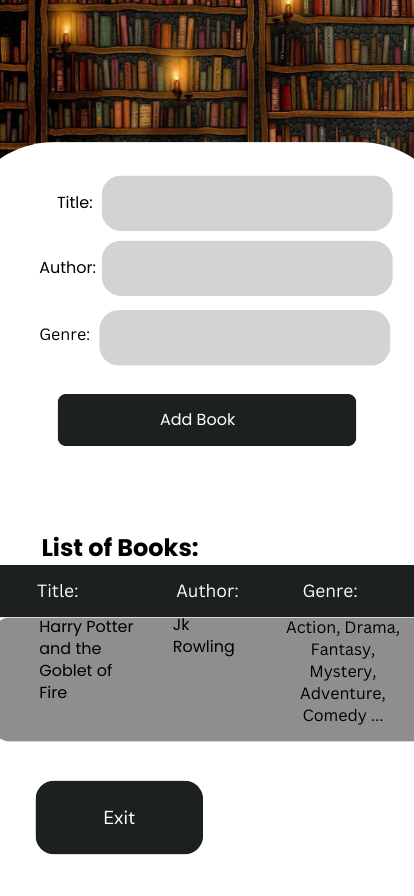 Title:
Author:
Genre:
Add Book
List of Books:
Title: Author: Genre:
Harry Potter
and the
Goblet of
Fire
Jk
Rowling
Action, Drama,
Fantasy,
Mystery,
Adventure,
Comedy ...
Exit